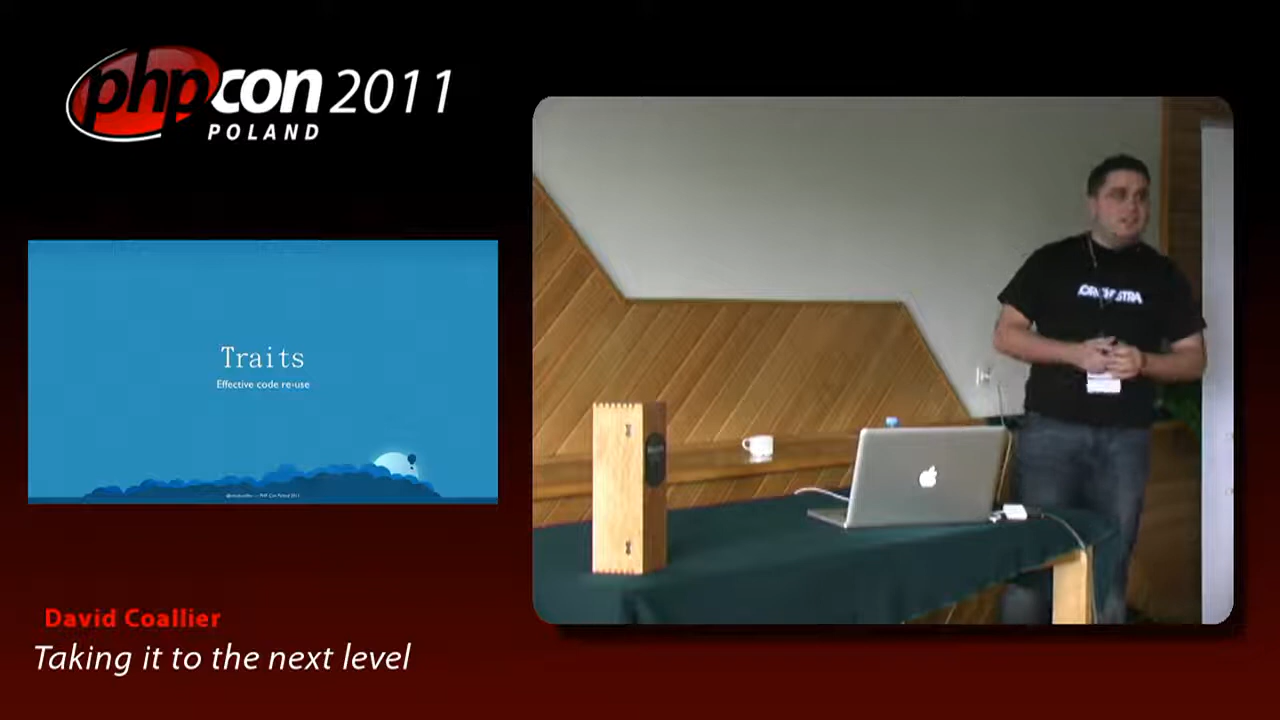 phpcon 2011
POLAND
Traits
Effective code re-use
David Coallier
Taking it to the next level